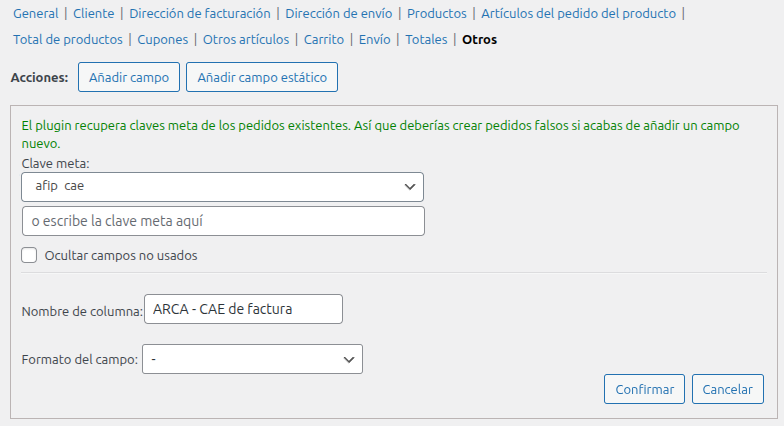 General | Cliente | Dirección de facturación | Dirección de envío | Productos | Artículos del pedido del producto |
Total de productos | Cupones | Otros artículos | Carrito | Envío | Totales | Otros
Acciones: Añadir campo Añadir campo estático
El plugin recupera claves meta de los pedidos existentes. Así que deberías crear pedidos falsos si acabas de añadir un campo
nuevo.
Clave meta:
_afip_cae
o escribe la clave meta aquí
Ocultar campos no usados
Nombre de columna: ARCA - CAE de factura
Formato del campo: -
Confirmar Cancelar